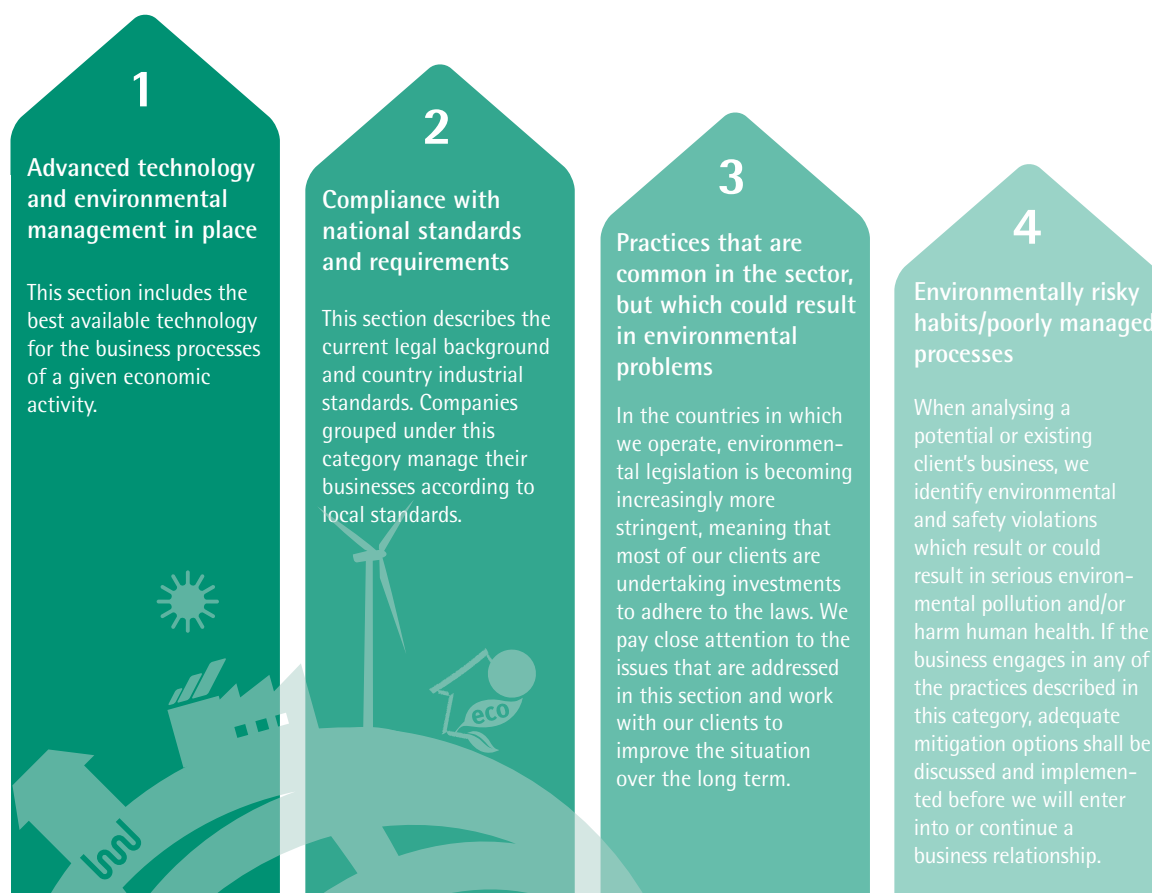 1
Advanced technology
and environmental
management in place
This section includes the
best available technology
for the business processes
of a given economic
activity.
2
Compliance with
national standards
and requirements
This section describes the
current legal background
and country industrial
standards. Companies
grouped under this
category manage their
businesses according to
local standards.
eco
3
Practices that are
common in the sector,
but which could result
in environmental
problems
In the countries in which
we operate, environmen-
tal legislation is becoming
increasingly more
stringent, meaning that
most of our clients are
undertaking investments
to adhere to the laws. We
pay close attention to the
issues that are addressed
in this section and work
with our clients to
improve the situation
over the long term.
4
Environmentally risky
habits/poorly managed
processes
When analysing a
potential or existing
client's business, we
identify environmental
and safety violations
which result or could
result in serious environ-
mental pollution and/or
harm human health. If the
business engages in any of
the practices described in
this category, adequate
mitigation options shall be
discussed and implemen-
ted before we will enter
into or continue a
business relationship.